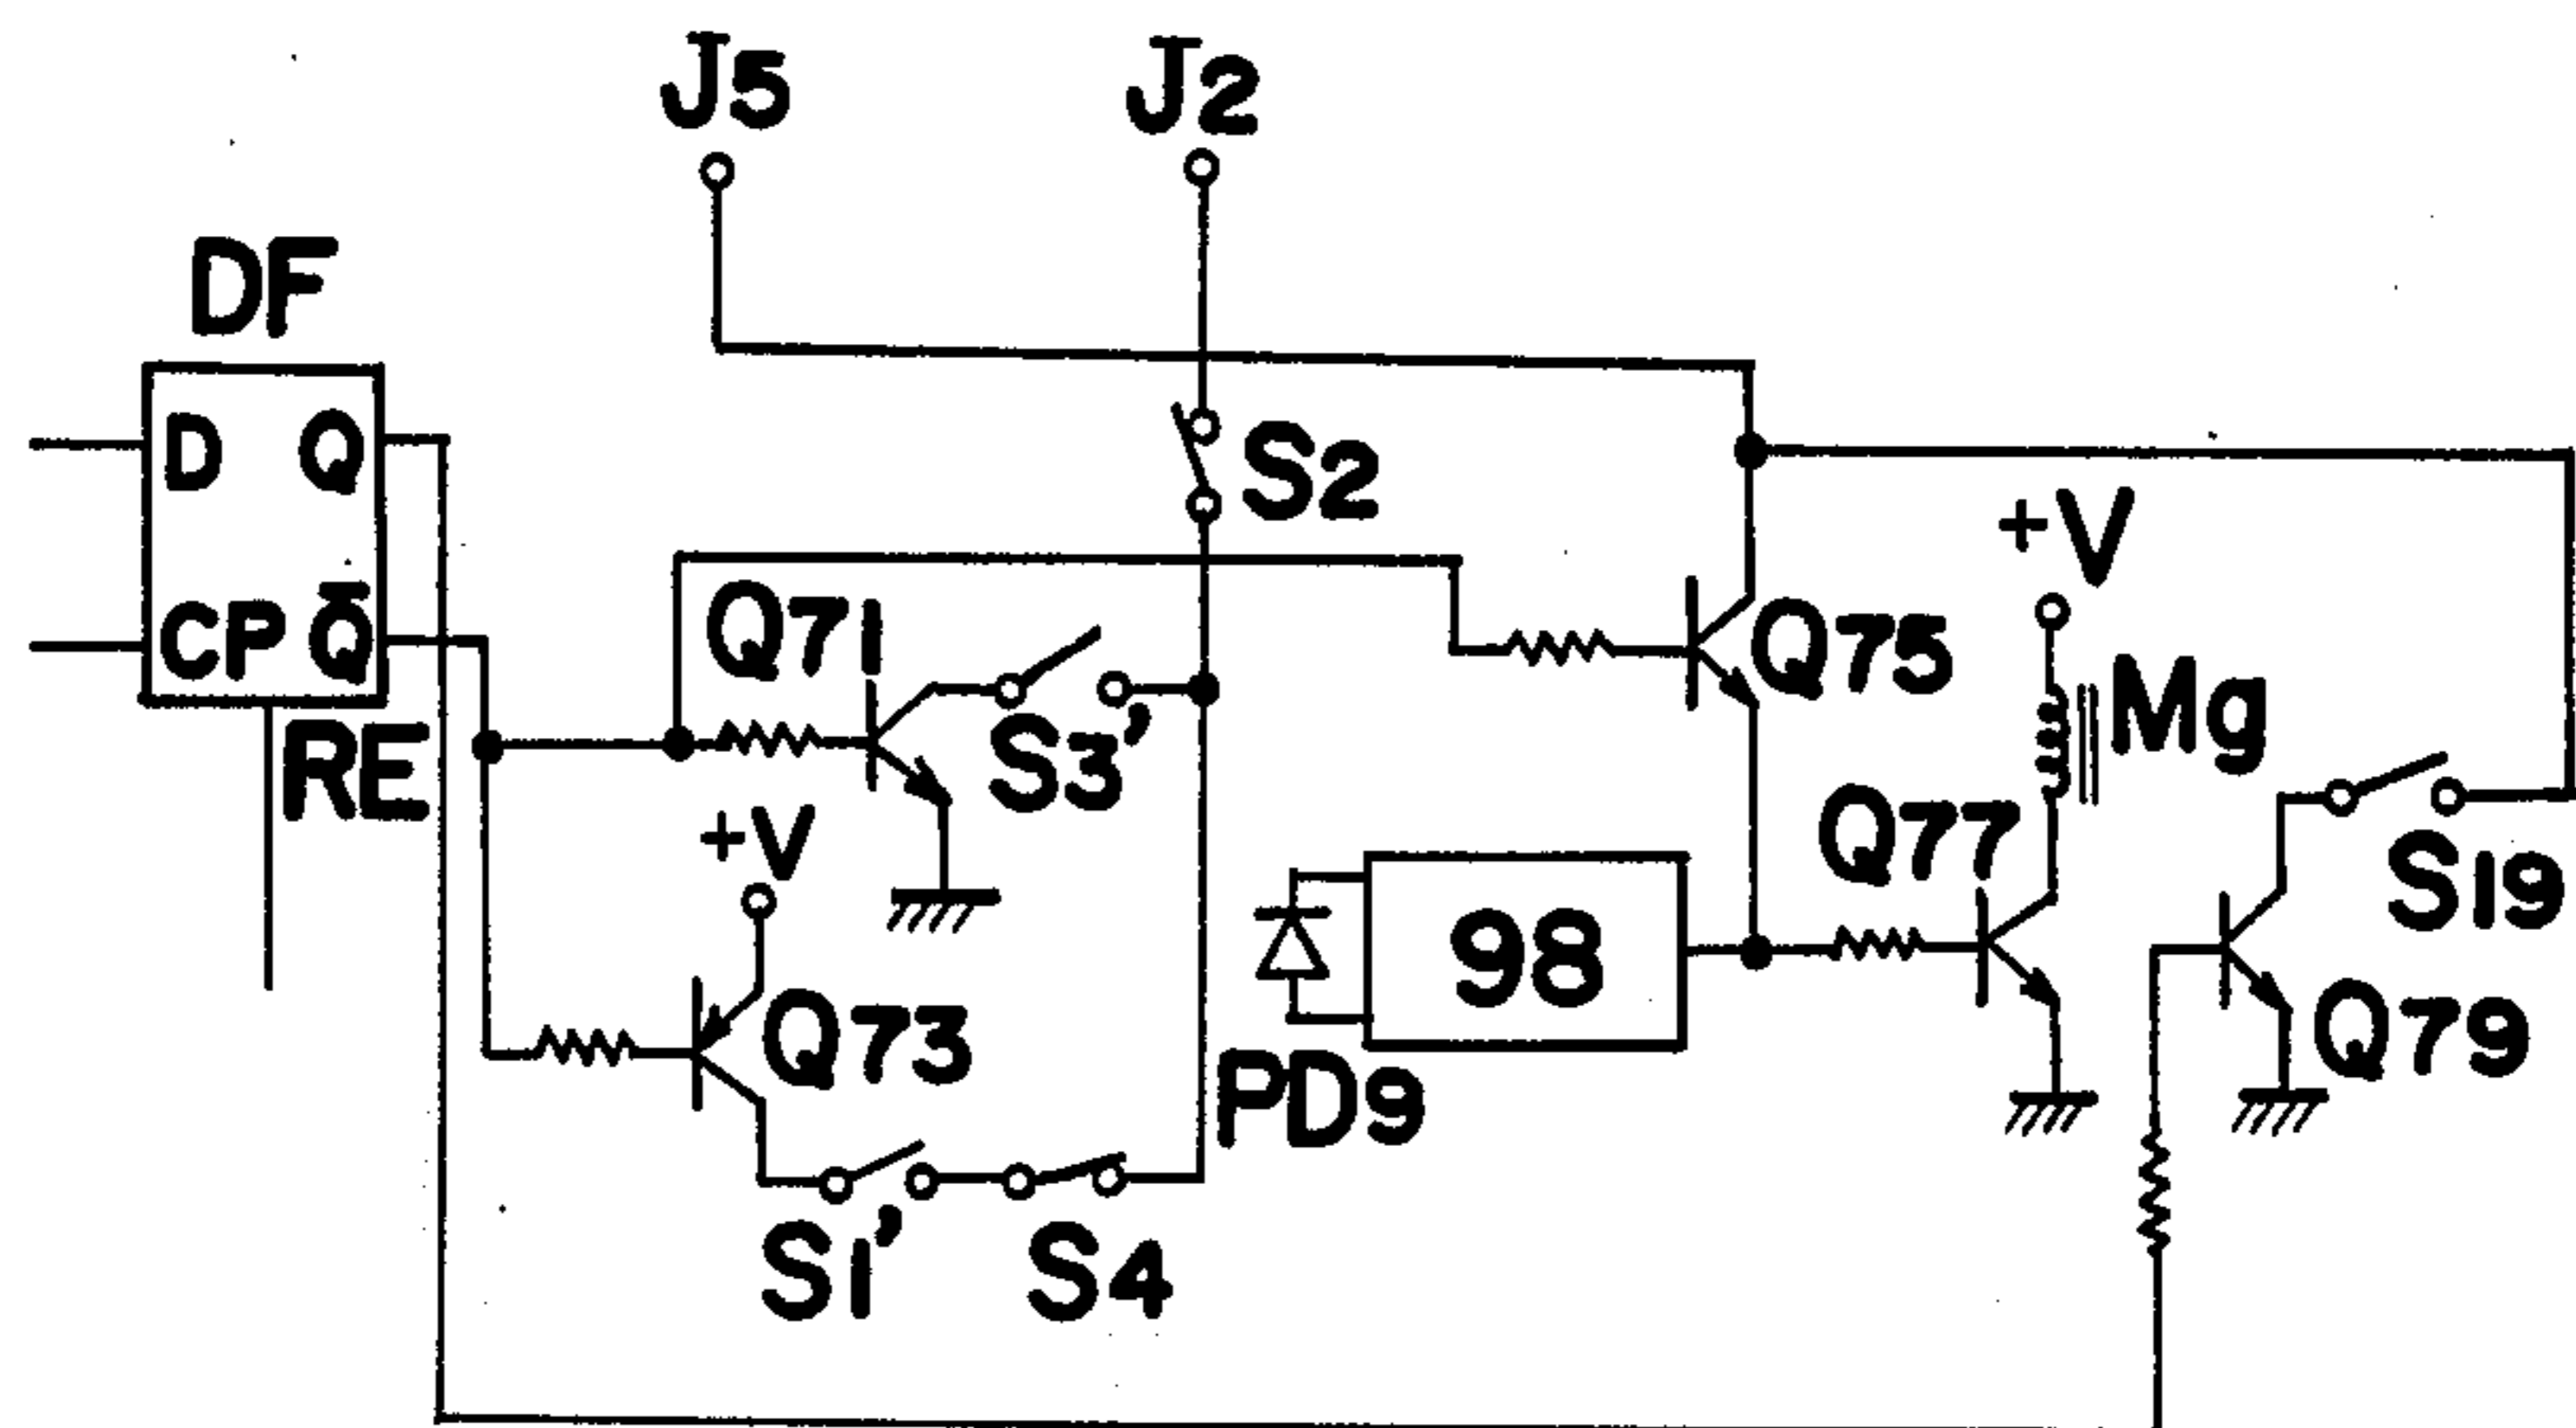 J5
J2
DF
D Q
S2
+V
CP Q̄
Q71
Q75
Mg
RE
S3'
+V
Q77
S19
98
Q73
Q79
PD9
S1'
S4